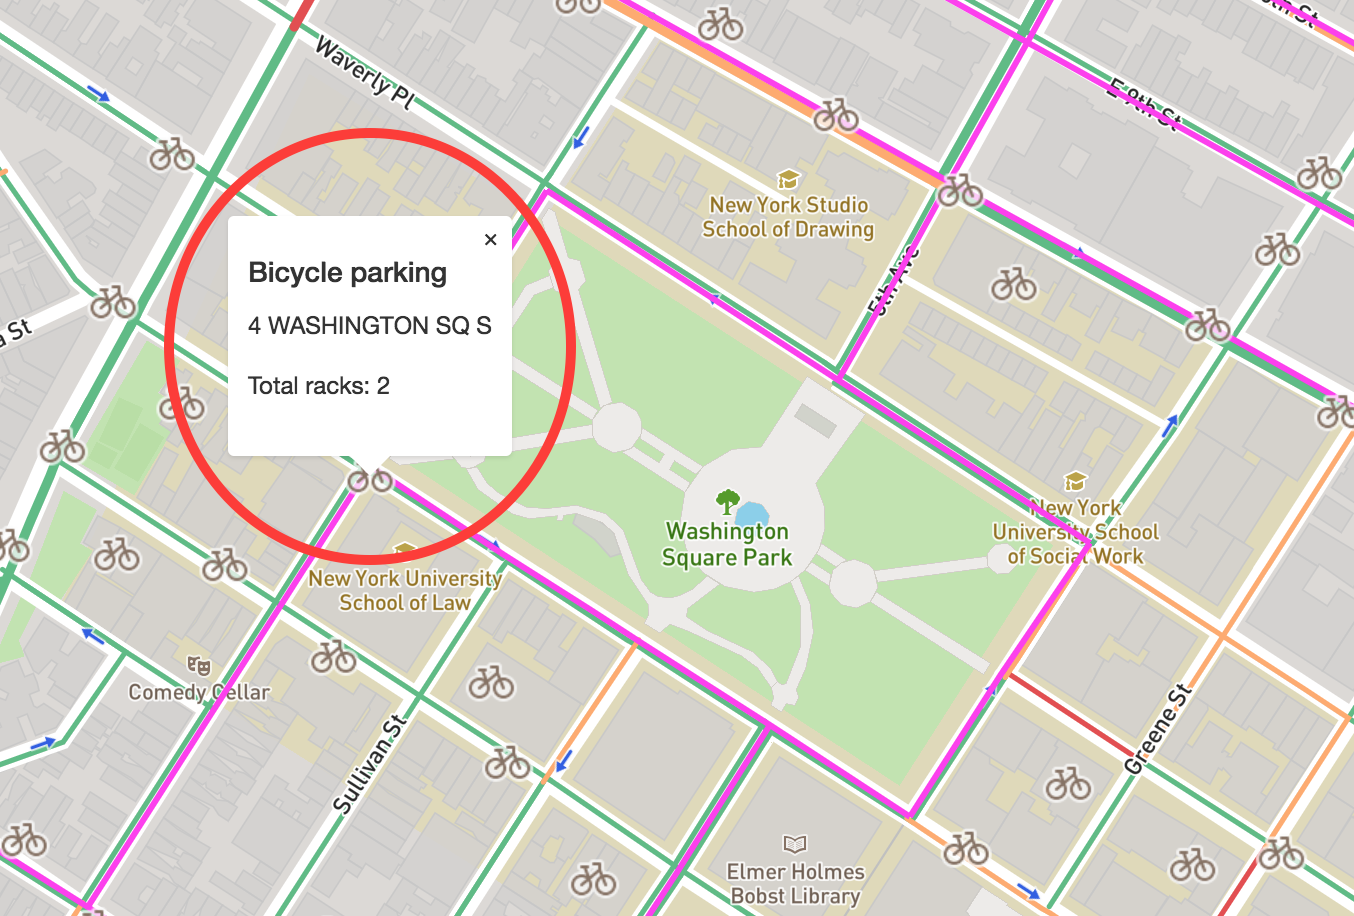 Waverly Pl
E 8th St
New York Studio
School of Drawing
5th Ave
×
Bicycle parking
4 WASHINGTON SQ S
Total racks: 2
Washington
Square Park
New York
University School
of Social Work
New York University
School of Law
Comedy Cellar
Sullivan St
Greene St
Elmer Holmes
Bobst Library